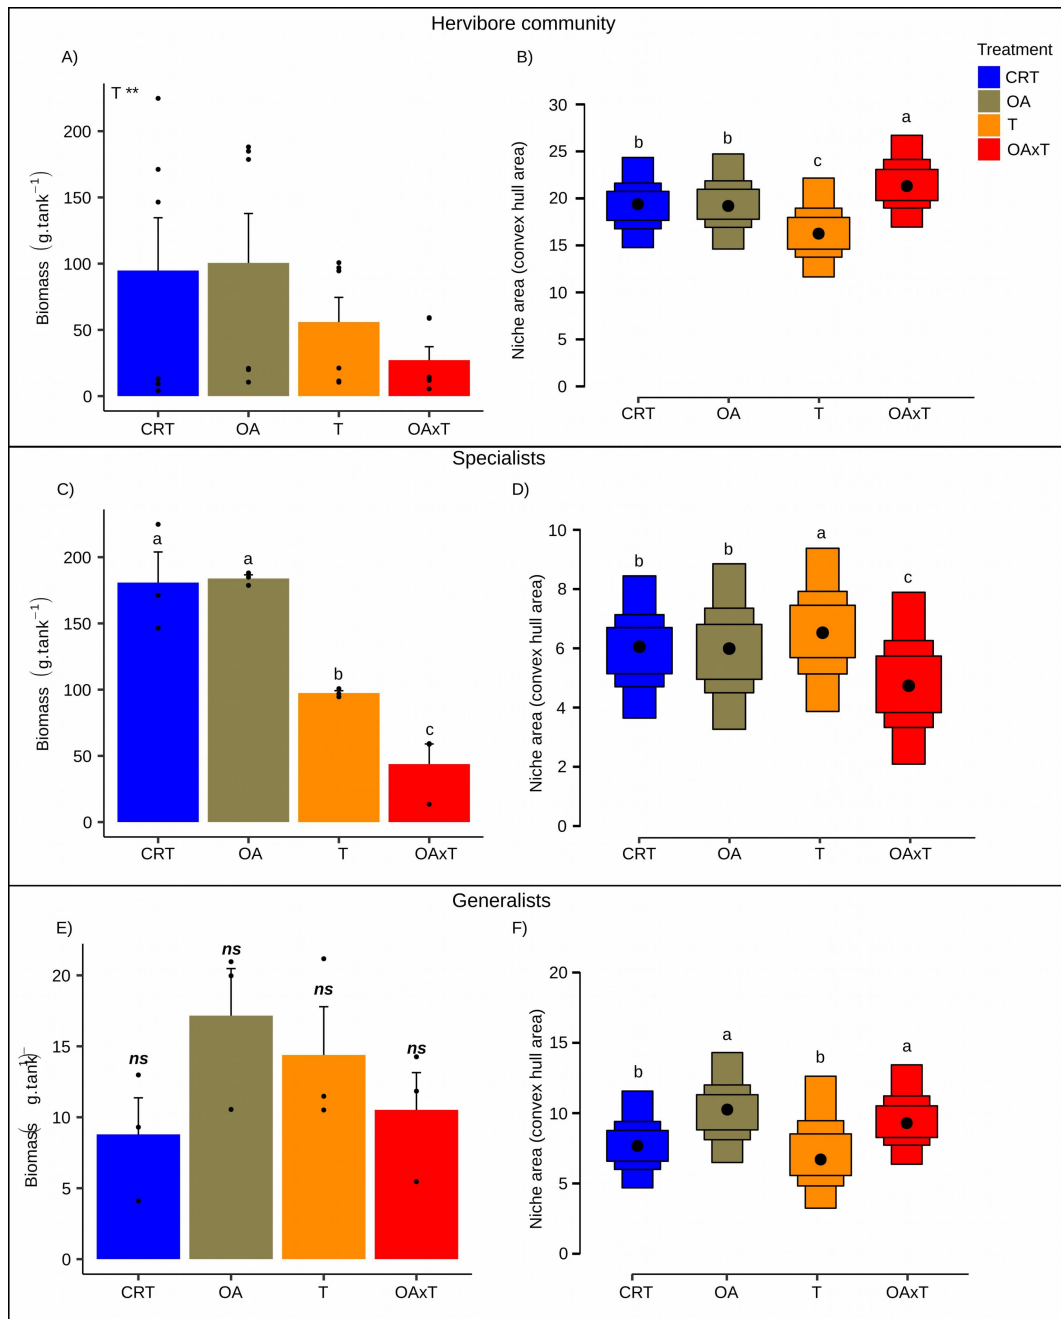 Hervibore community
A)
T **
Biomass (g.tank⁻¹)
200
150
100
50
0
CRT OA T OAxT
B)
Treatment
CRT
OA
T
OAxT
Niche area (convex hull area)
30
25
20
15
10
5
0
b b c a
CRT OA T OAxT
Specialists
C)
Biomass (g.tank⁻¹)
200
150
100
50
0
a a b c
CRT OA T OAxT
D)
Niche area (convex hull area)
10
8
6
4
2
0
b b a c
CRT OA T OAxT
Generalists
E)
Biomass (g.tank⁻¹)
20
15
10
5
0
ns ns ns ns
CRT OA T OAxT
F)
Niche area (convex hull area)
20
15
10
5
0
b a b a
CRT OA T OAxT